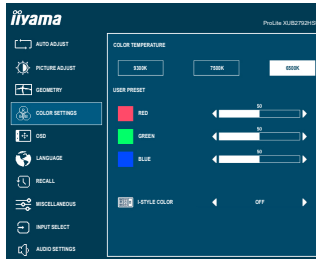 iiyama
ProLite XUB2792HS
AUTO ADJUST
PICTURE ADJUST
GEOMETRY
COLOR SETTINGS
OSD
LANGUAGE
RECALL
MISCELLANEOUS
INPUT SELECT
AUDIO SETTINGS
COLOR TEMPERATURE
9300K 7500K 6500K
USER PRESET
RED 50
GREEN 50
BLUE 50
I-STYLE COLOR OFF